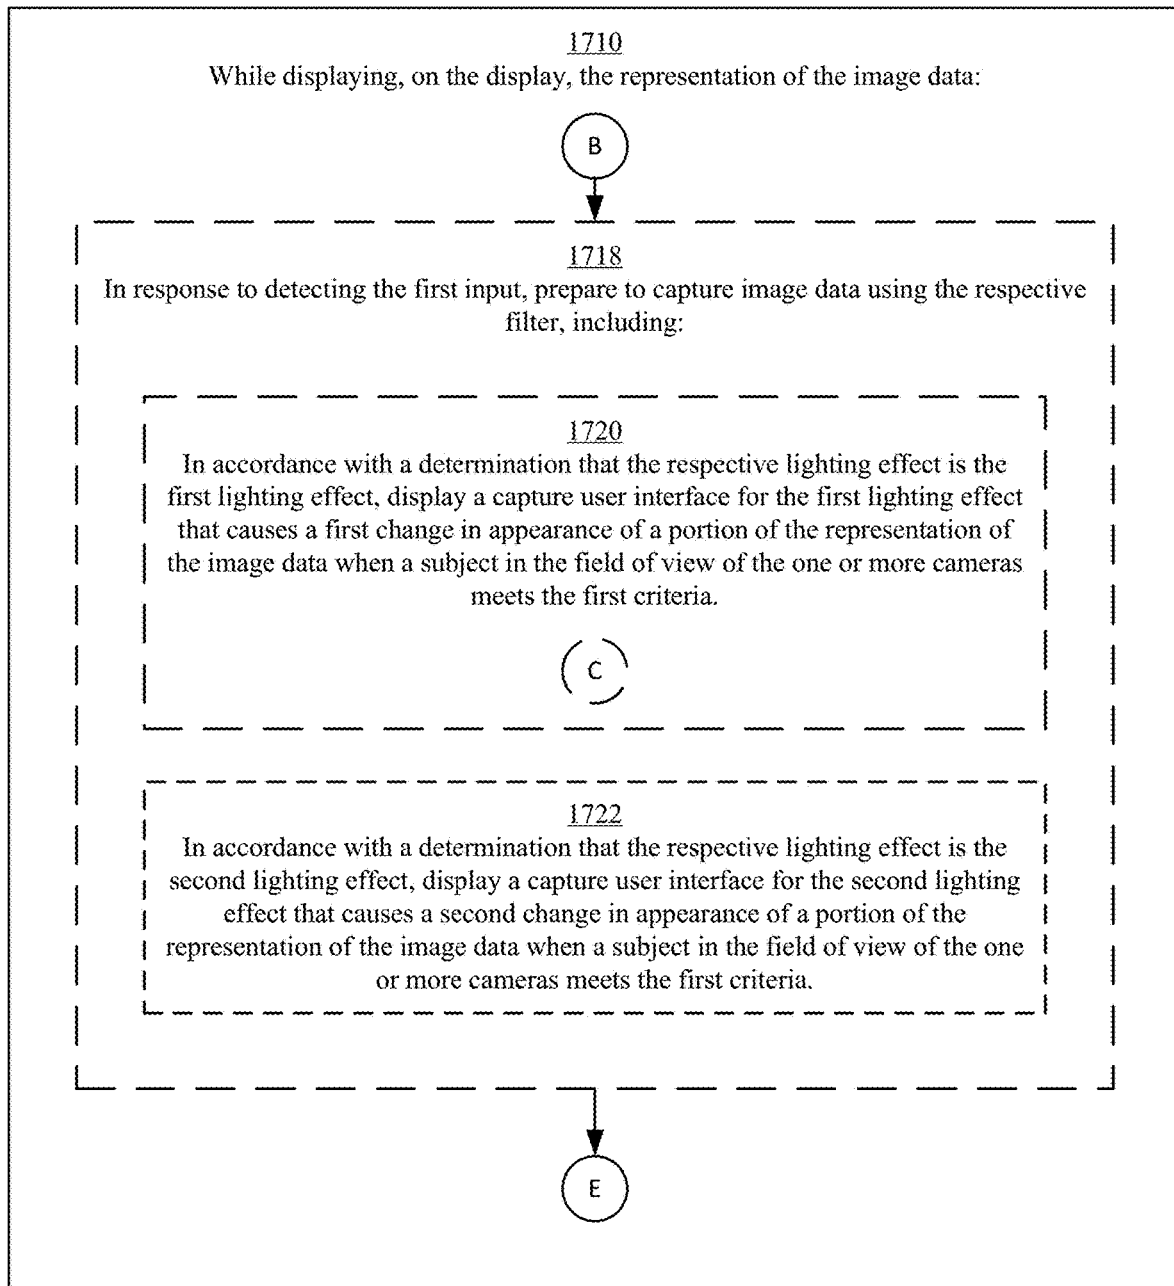 1710
While displaying, on the display, the representation of the image data:
B
1718
In response to detecting the first input, prepare to capture image data using the respective
filter, including:
1720
In accordance with a determination that the respective lighting effect is the
first lighting effect, display a capture user interface for the first lighting effect
that causes a first change in appearance of a portion of the representation of
the image data when a subject in the field of view of the one or more cameras
meets the first criteria.
C
1722
In accordance with a determination that the respective lighting effect is the
second lighting effect, display a capture user interface for the second lighting
effect that causes a second change in appearance of a portion of the
representation of the image data when a subject in the field of view of the one
or more cameras meets the first criteria.
E